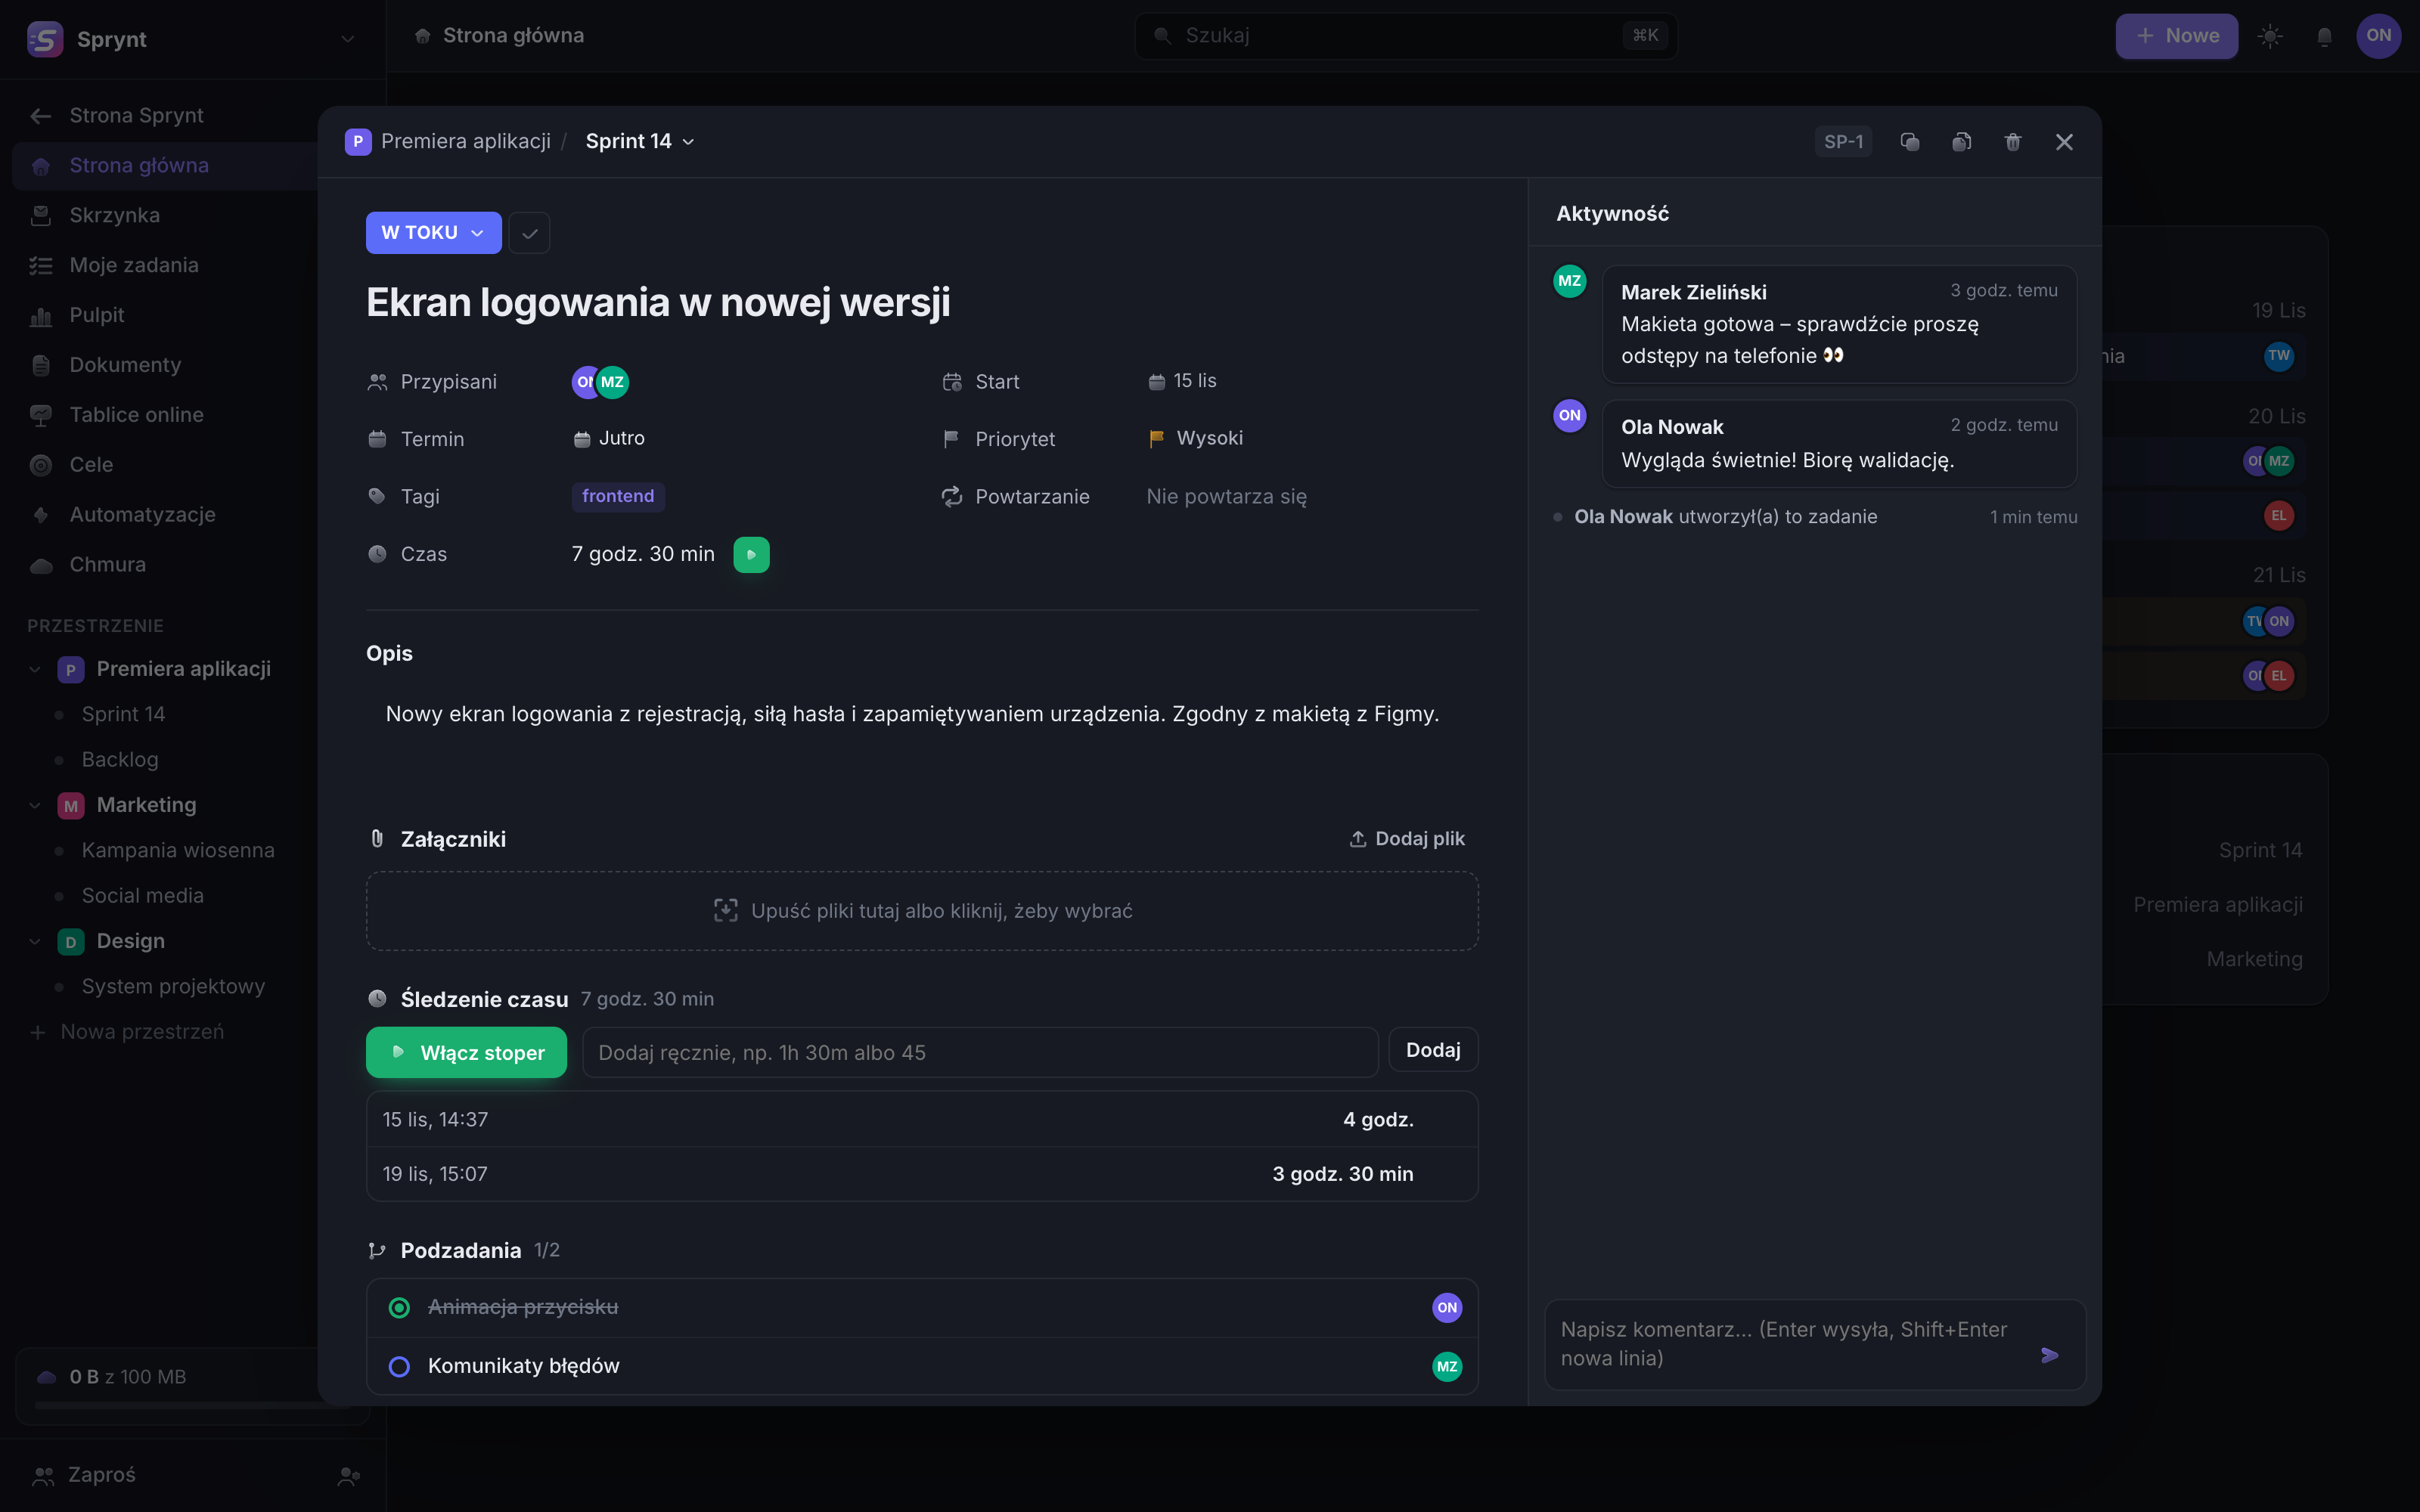 Sprynt
Strona główna
Szukaj
⌘K
Nowe
ON
Strona Sprynt
Strona główna
Skrzynka
Moje zadania
Pulpit
Dokumenty
Tablice online
Cele
Automatyzacje
Chmura
PRZESTRZENIE
P Premiera aplikacji
Sprint 14
Backlog
M Marketing
Kampania wiosenna
Social media
D Design
System projektowy
Nowa przestrzeń
0 B z 100 MB
Zaproś
P Premiera aplikacji / Sprint 14
SP-1
W TOKU
Ekran logowania w nowej wersji
Przypisani
MZ
Start
15 lis
Termin
Jutro
Priorytet
Wysoki
Tagi
frontend
Powtarzanie
Nie powtarza się
Czas
7 godz. 30 min
Opis
Nowy ekran logowania z rejestracją, siłą hasła i zapamiętywaniem urządzenia. Zgodny z makietą z Figmy.
Załączniki
Dodaj plik
Upuść pliki tutaj albo kliknij, żeby wybrać
Śledzenie czasu 7 godz. 30 min
Włącz stoper
Dodaj ręcznie, np. 1h 30m albo 45
Dodaj
15 lis, 14:37
4 godz.
19 lis, 15:07
3 godz. 30 min
Podzadania 1/2
Animacja przycisku
ON
Komunikaty błędów
MZ
Aktywność
MZ
Marek Zieliński
3 godz. temu
Makieta gotowa – sprawdźcie proszę
odstępy na telefonie 👀
ON
Ola Nowak
2 godz. temu
Wygląda świetnie! Biorę walidację.
Ola Nowak utworzył(a) to zadanie
1 min temu
Napisz komentarz... (Enter wysyła, Shift+Enter
nowa linia)
19 Lis
TW
20 Lis
MZ
EL
21 Lis
ON
EL
Sprint 14
Premiera aplikacji
Marketing